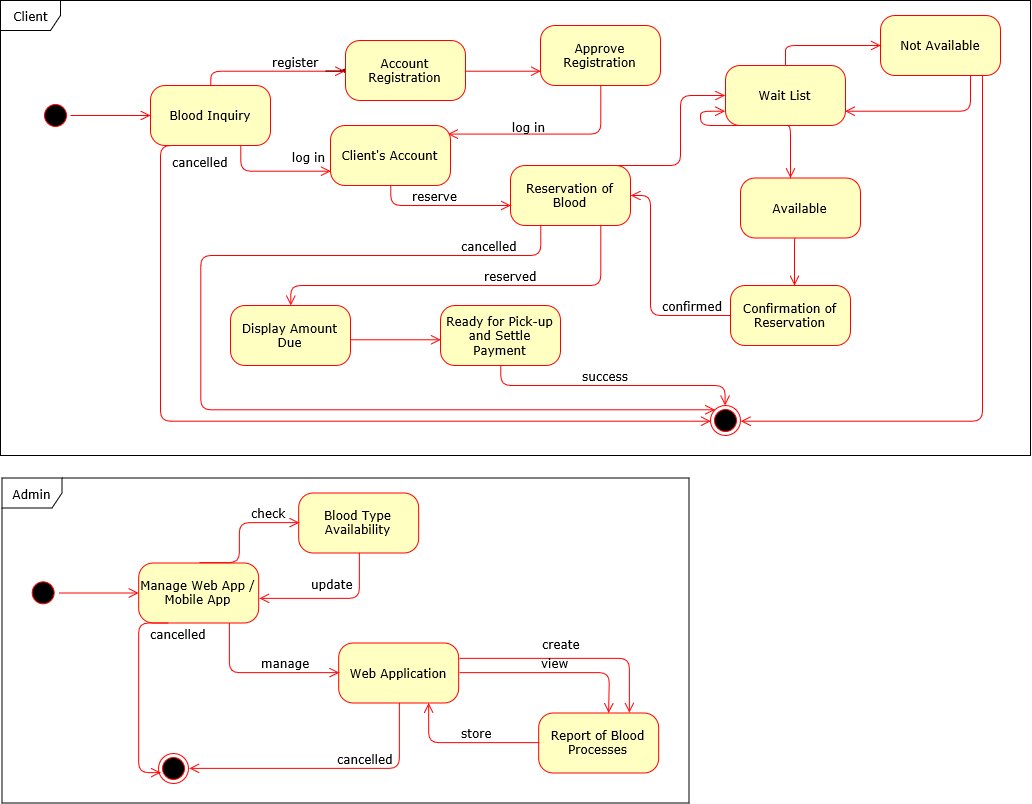 Client
register
Account
Registration
Approve
Registration
Not Available
Wait List
Blood Inquiry
log in
cancelled
log in
Client's Account
reserve
Reservation of
Blood
Available
cancelled
reserved
confirmed
Confirmation of
Reservation
Display Amount
Due
Ready for Pick-up
and Settle
Payment
success
Admin
check
Blood Type
Availability
update
Manage Web App /
Mobile App
cancelled
manage
Web Application
create
view
store
Report of Blood
Processes
cancelled